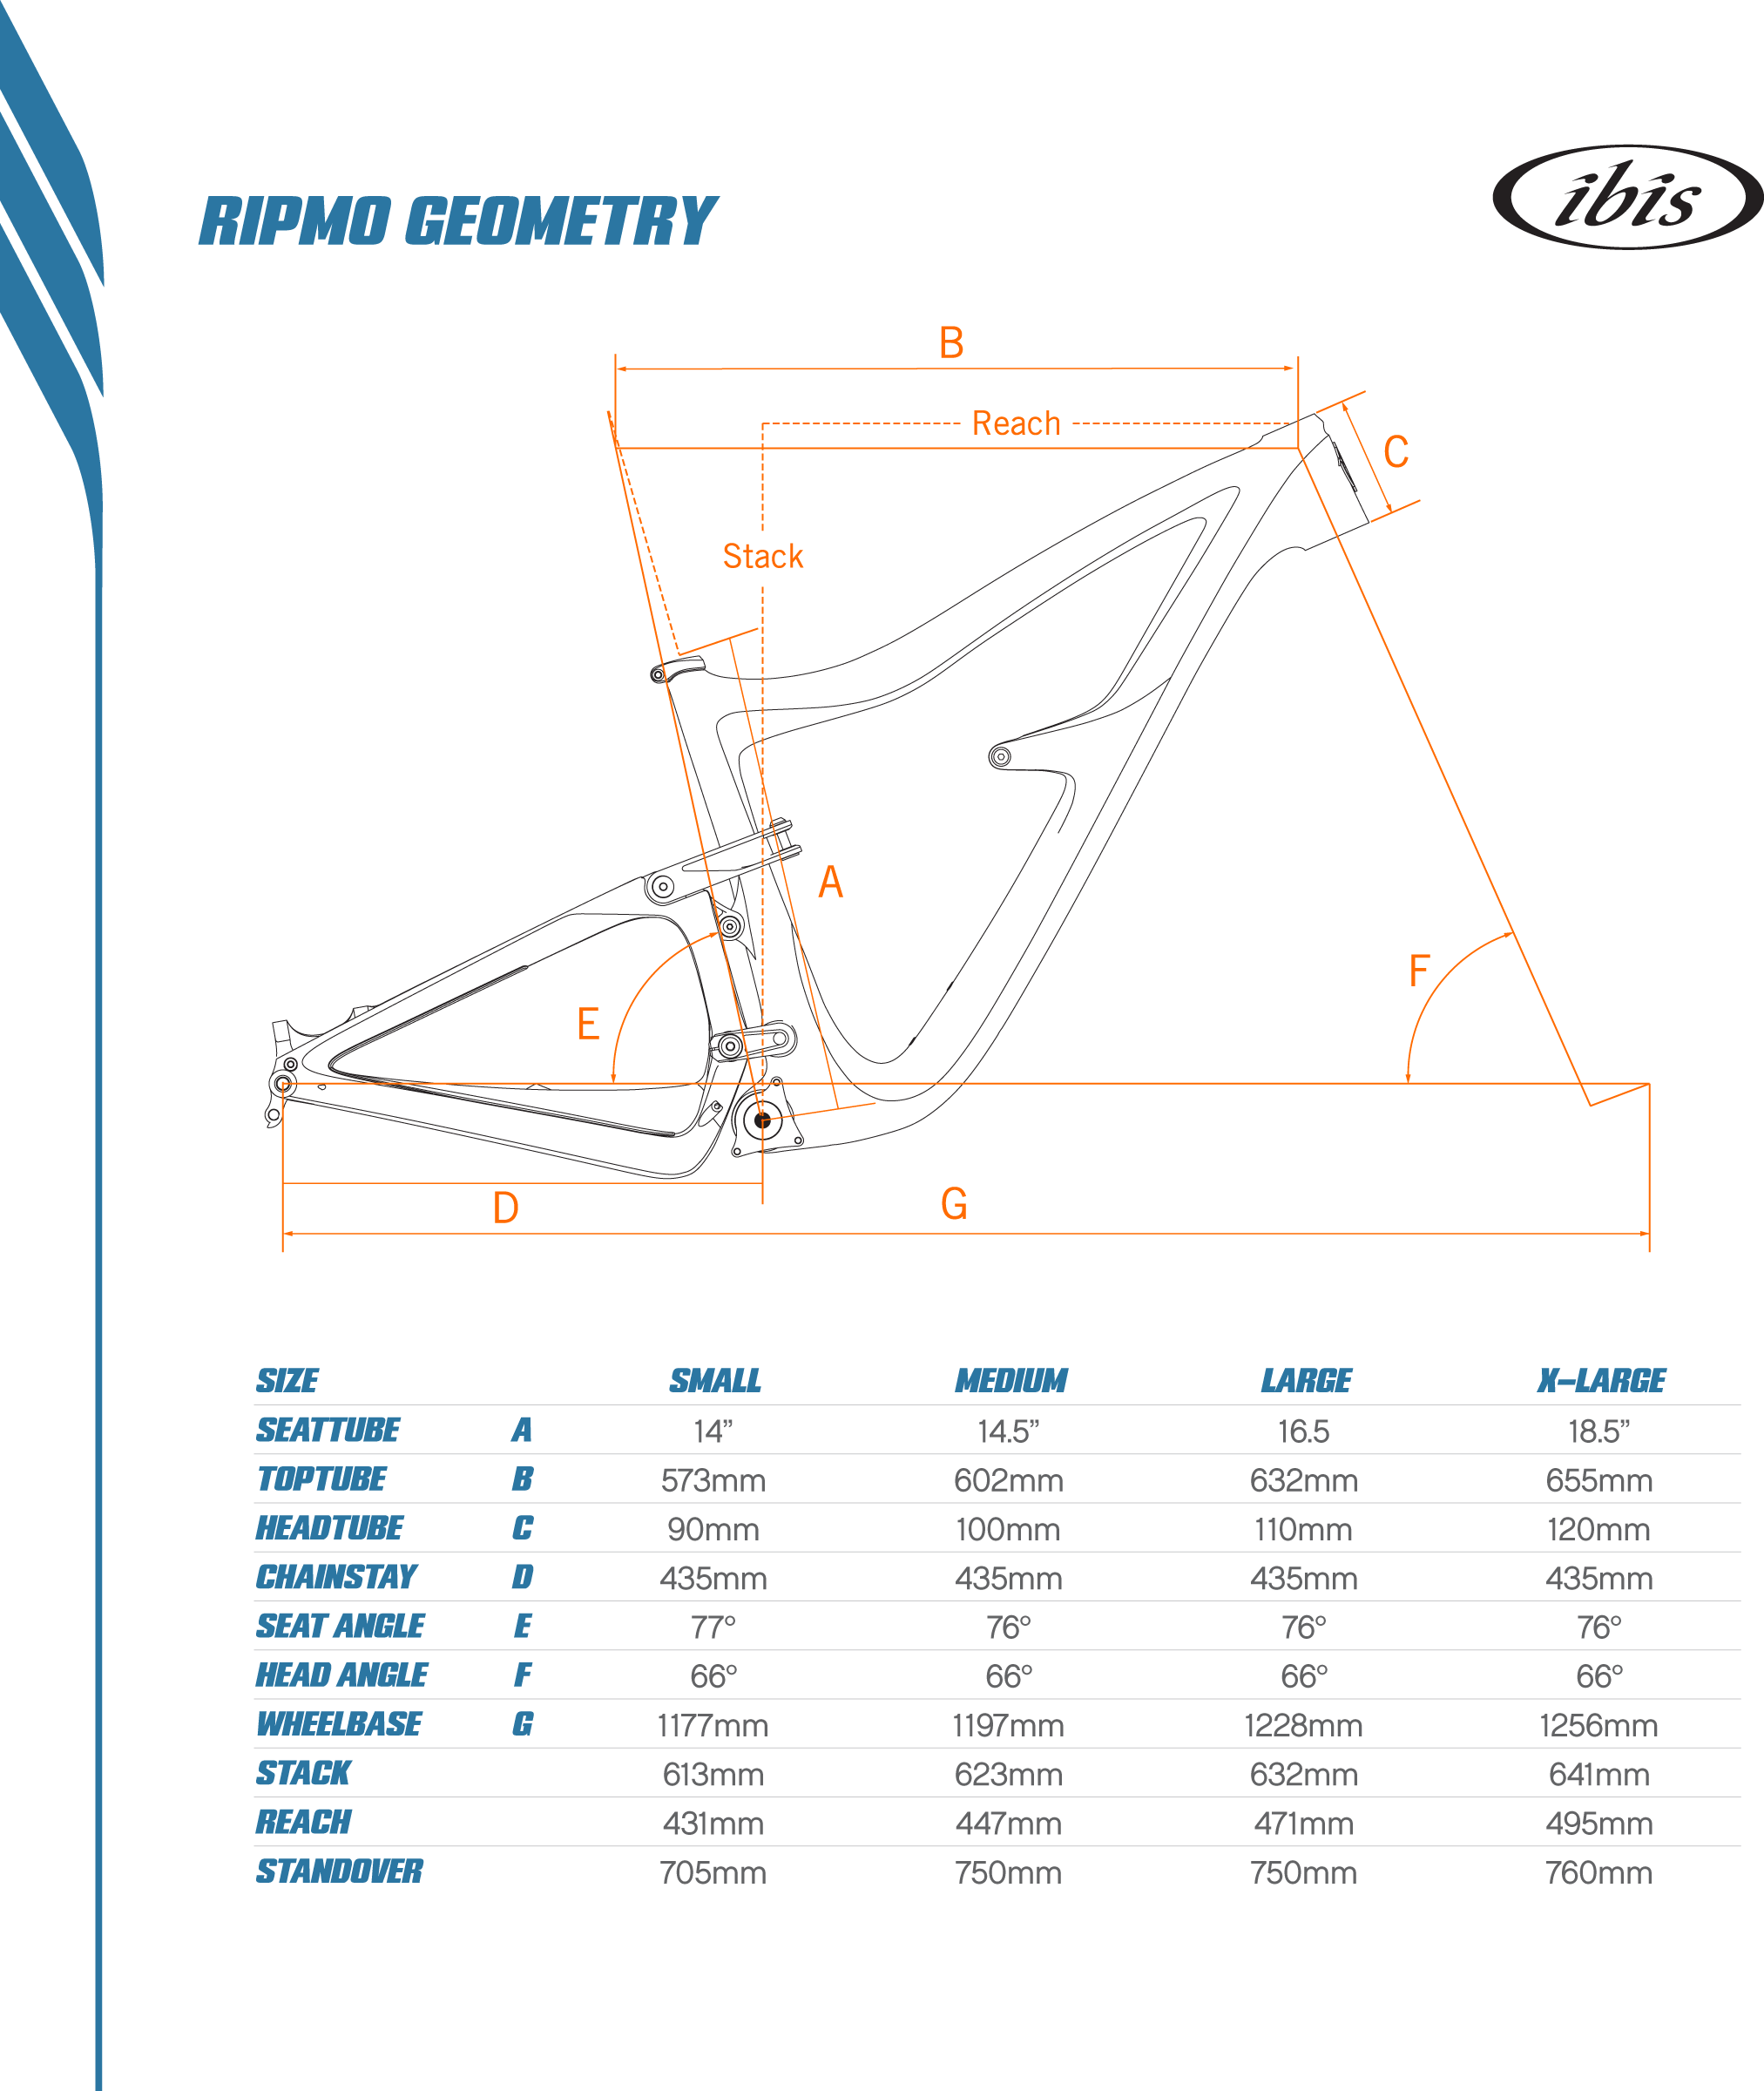 ibis
RIPMO GEOMETRY
B
Reach
C
Stack
A
F
E
D
G
SIZE SMALL MEDIUM LARGE X-LARGE
SEATTUBE A 14” 14.5” 16.5 18.5”
TOPTUBE B 573mm 602mm 632mm 655mm
HEADTUBE C 90mm 100mm 110mm 120mm
CHAINSTAY D 435mm 435mm 435mm 435mm
SEAT ANGLE E 77° 76° 76° 76°
HEAD ANGLE F 66° 66° 66° 66°
WHEELBASE G 1177mm 1197mm 1228mm 1256mm
STACK 613mm 623mm 632mm 641mm
REACH 431mm 447mm 471mm 495mm
STANDOVER 705mm 750mm 750mm 760mm